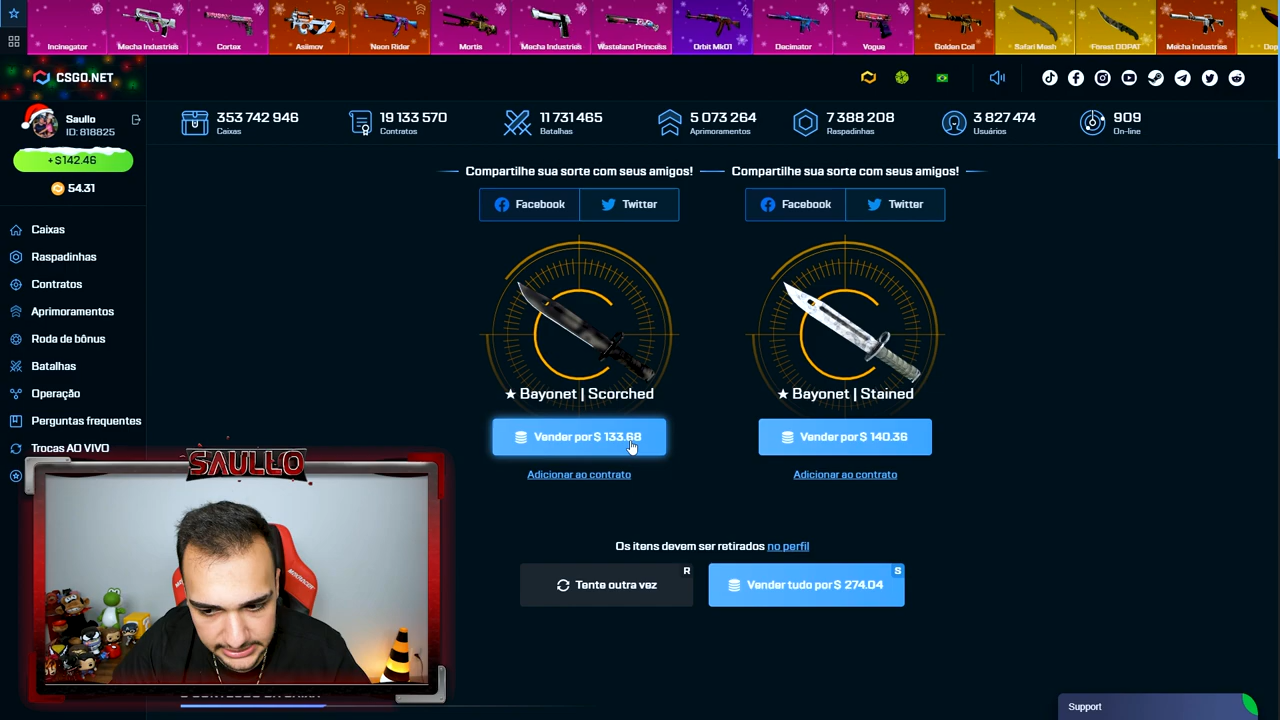 Incinegator
Mecha Industries
Cortex
Asiimov
Neon Rider
Mortis
Mecha Industries
Wasteland Princess
Orbit Mk01
Decimator
Vogue
Golden Coil
Safari Mesh
Forest DDPAT
Mecha Industries
CSGO.NET
Saullo
ID: 818825
+$142.46
54.31
353 742 946
Caixas
19 133 570
Contratos
11 731 465
Batalhas
5 073 264
Aprimoramentos
7 388 208
Raspadinhas
3 827 474
Usuários
909
On-line
Caixas
Raspadinhas
Contratos
Aprimoramentos
Roda de bônus
Batalhas
Operação
Perguntas frequentes
Trocas AO VIVO
Compartilhe sua sorte com seus amigos!
Facebook
Twitter
★ Bayonet | Scorched
Vender por $ 133.68
Adicionar ao contrato
Compartilhe sua sorte com seus amigos!
Facebook
Twitter
★ Bayonet | Stained
Vender por $ 140.36
Adicionar ao contrato
Os itens devem ser retirados no perfil
Tente outra vez
R
Vender tudo por $ 274.04
S
SAULLO
Support